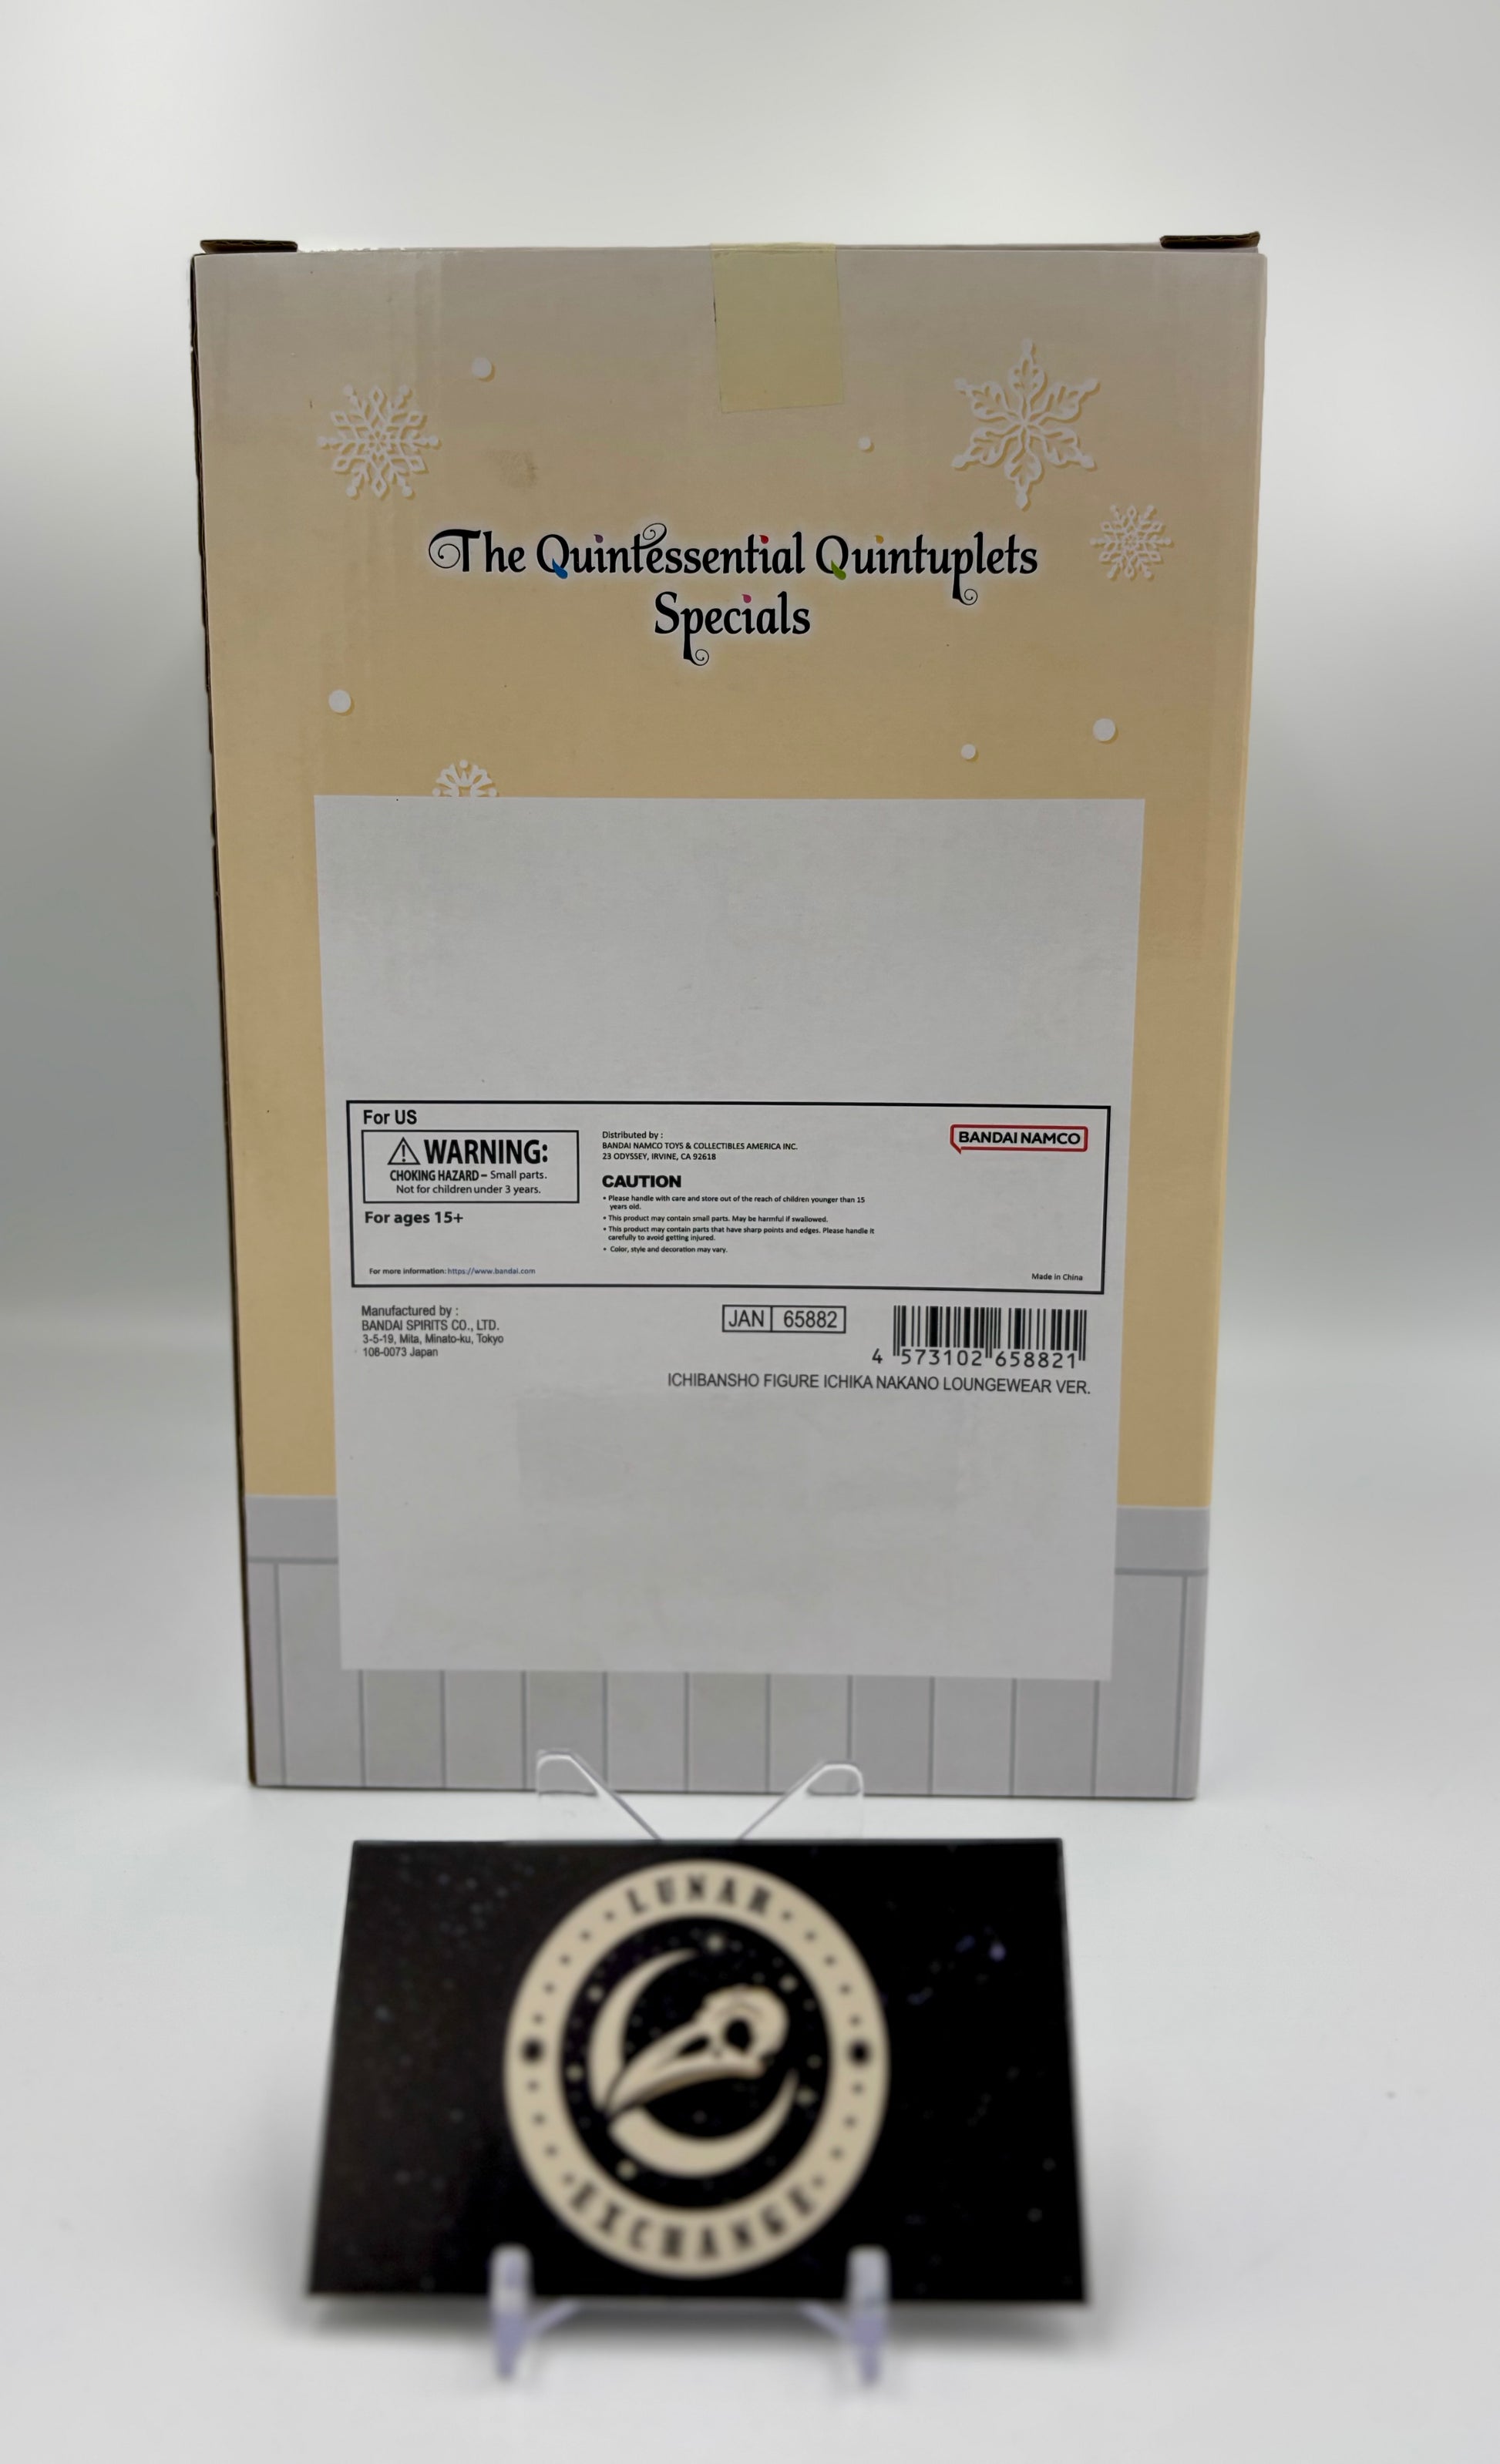 The Quintessential Quintuplets
Specials
For US
WARNING:
CHOKING HAZARD – Small parts.
Not for children under 3 years.
For ages 15+
For more information: https://www.bandai.com
Distributed by :
BANDAI NAMCO TOYS & COLLECTIBLES AMERICA INC.
23 ODYSSEY, IRVINE, CA 92618
CAUTION
• Please handle with care and store out of the reach of children younger than 15
years old.
• This product may contain small parts. May be harmful if swallowed.
• This product may contain parts that have sharp points and edges. Please handle it
carefully to avoid getting injured.
• Color, style and decoration may vary.
BANDAI NAMCO
Made in China
Manufactured by :
BANDAI SPIRITS CO., LTD.
3-5-19, Mita, Minato-ku, Tokyo
108-0073 Japan
JAN 65882
4 573102 658821
ICHIBANSHO FIGURE ICHIKA NAKANO LOUNGEWEAR VER.
LUNAR
EXCHANGE